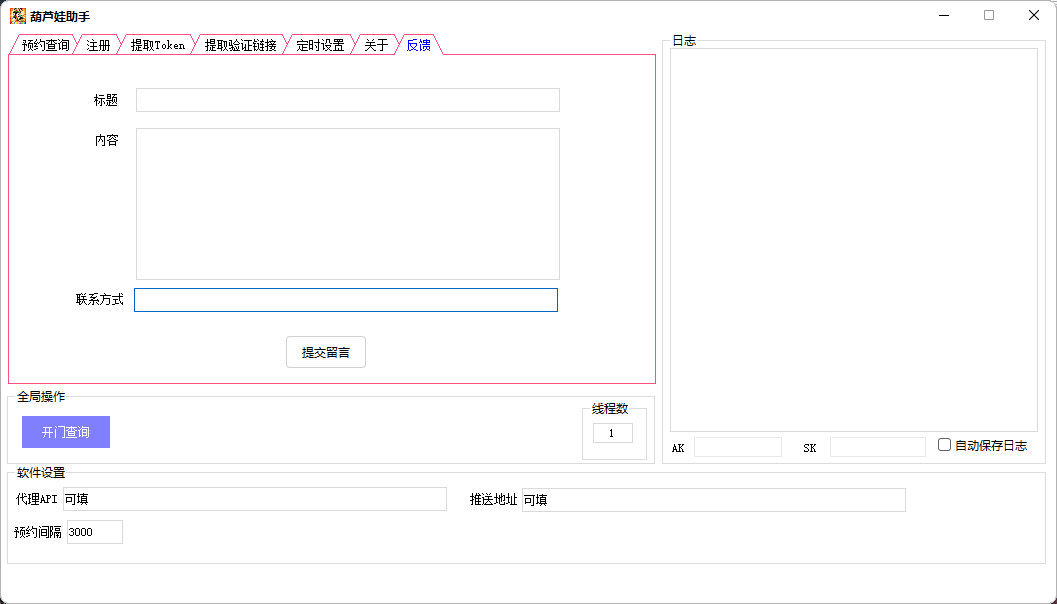 葫芦娃助手
预约查询 注册 提取Token 提取验证链接 定时设置 关于 反馈
标题
内容
联系方式
提交留言
全局操作
开门查询
线程数
1
日志
AK SK 自动保存日志
软件设置
代理API 可填 推送地址 可填
预约间隔 3000